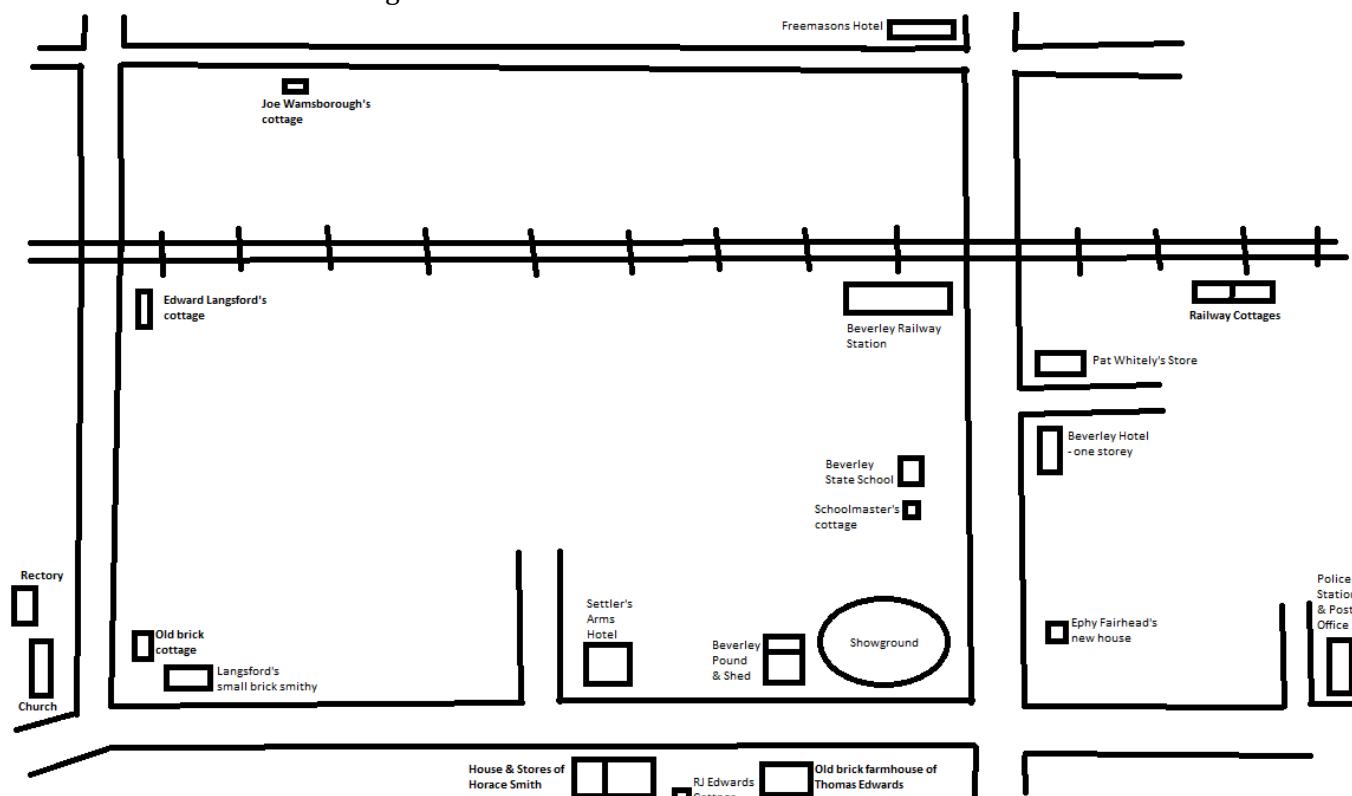 Freemasons Hotel
Joe Wamsborough's
cottage
Edward Langsford's
cottage
Beverley Railway
Station
Railway Cottages
Pat Whitely's Store
Beverley Hotel
- one storey
Beverley
State School
Schoolmaster's
cottage
Rectory
Church
Old brick
cottage
Langsford's
small brick smithy
Settler's
Arms
Hotel
Beverley
Pound
& Shed
Showground
Ephy Fairhead's
new house
Police
Station
& Post
Office
House & Stores of
Horace Smith
RJ Edwards
Old brick farmhouse of
Thomas Edwards